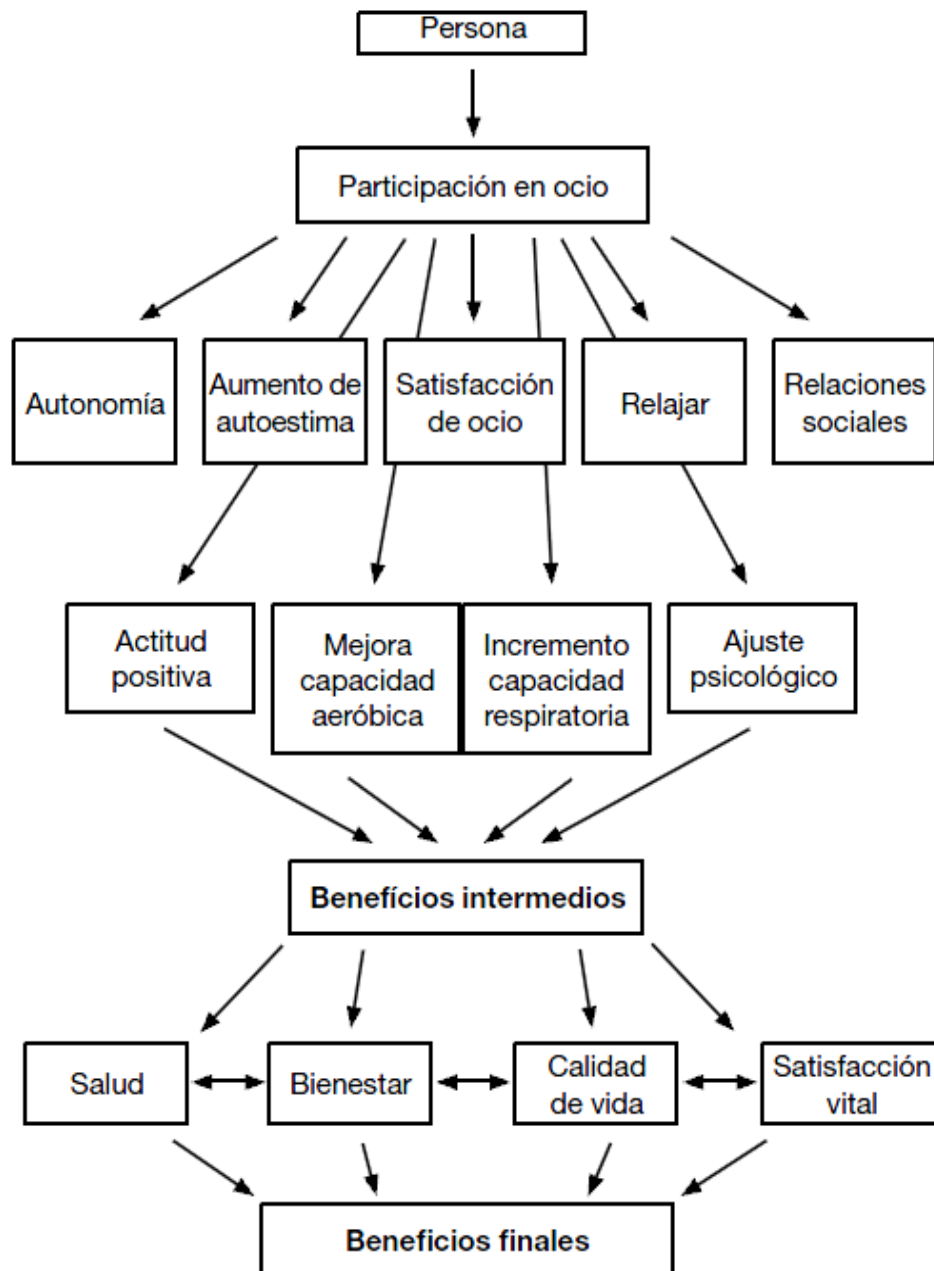 Persona
Participación en ocio
Autonomía
Aumento de
autoestima
Satisfacción
de ocio
Relajar
Relaciones
sociales
Actitud
positiva
Mejora
capacidad
aeróbica
Incremento
capacidad
respiratoria
Ajuste
psicológico
Benefícios intermedios
Salud
Bienestar
Calidad
de vida
Satisfacción
vital
Beneficios finales